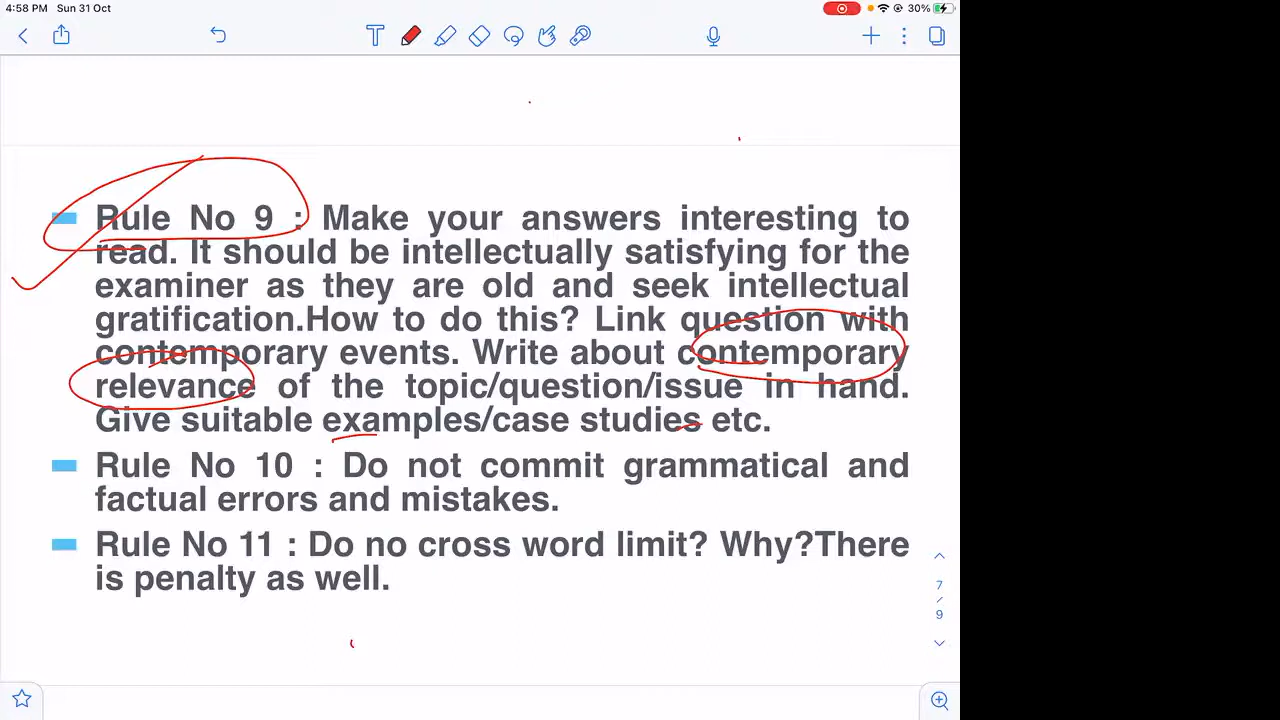 4:58 PM Sun 31 Oct
30%
T
Rule No 9 : Make your answers interesting to
read. It should be intellectually satisfying for the
examiner as they are old and seek intellectual
gratification.How to do this? Link question with
contemporary events. Write about contemporary
relevance of the topic/question/issue in hand.
Give suitable examples/case studies etc.
Rule No 10 : Do not commit grammatical and
factual errors and mistakes.
Rule No 11 : Do no cross word limit? Why?There
is penalty as well.
7
/
9